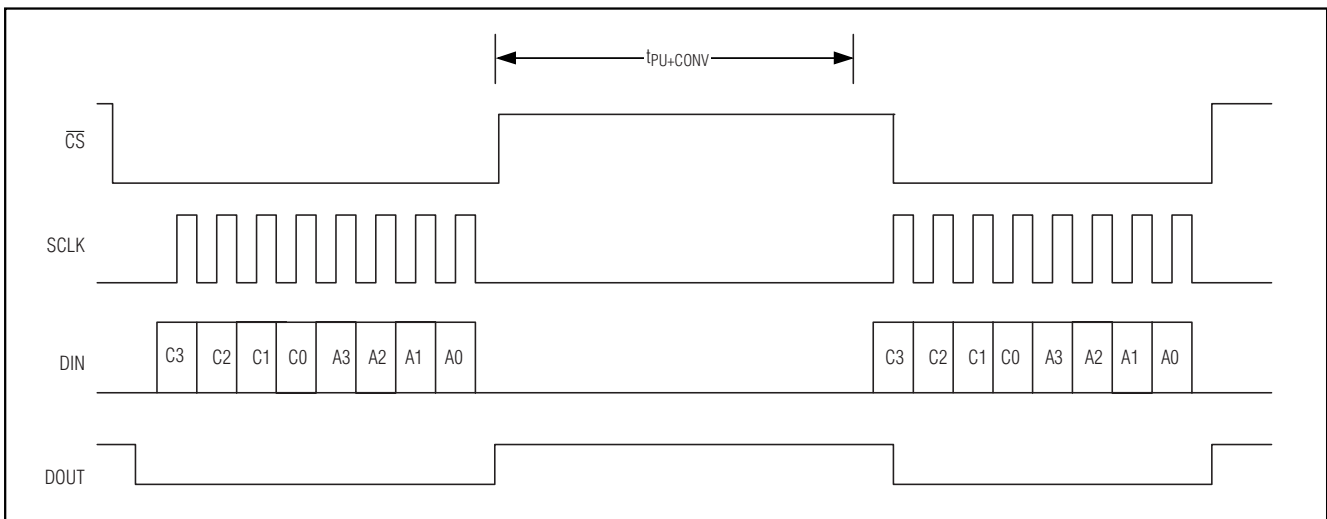 tPU+CONV
CS
SCLK
DIN
C3 C2 C1 C0 A3 A2 A1 A0
C3 C2 C1 C0 A3 A2 A1 A0
DOUT